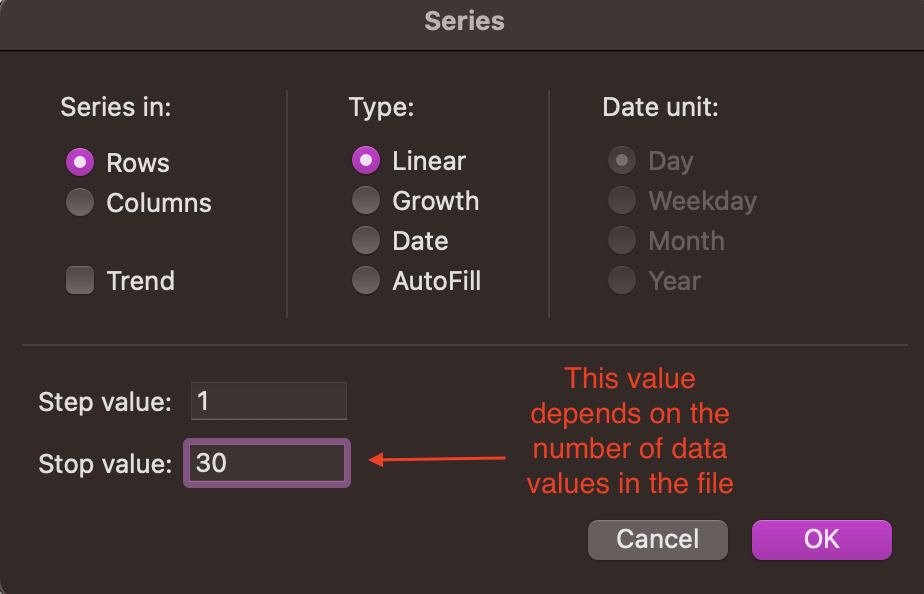 Series
Series in:
Rows
Columns
Trend
Type:
Linear
Growth
Date
AutoFill
Date unit:
Day
Weekday
Month
Year
Step value: 1
Stop value: 30
This value
depends on the
number of data
values in the file
Cancel
OK